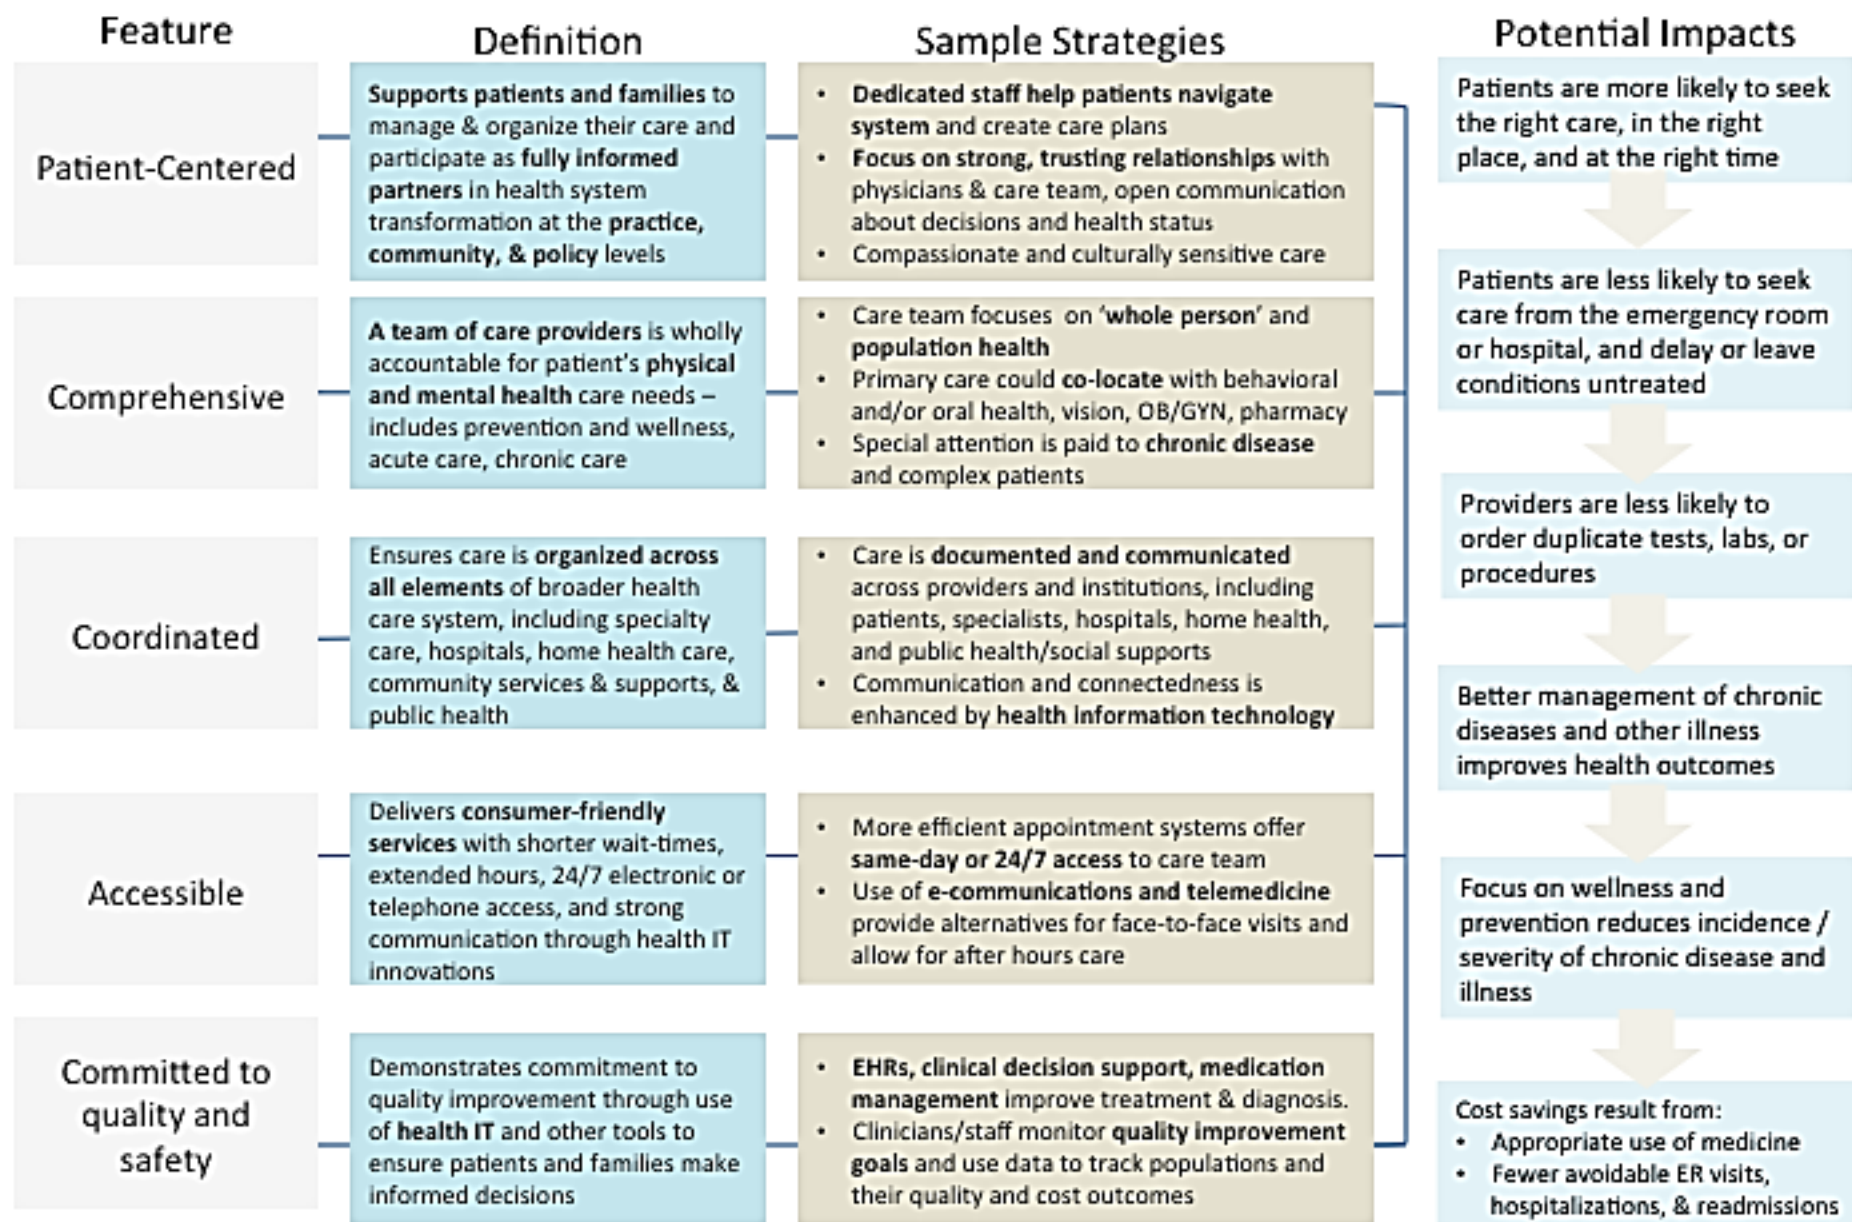 Feature
Definition
Sample Strategies
Potential Impacts
Patient-Centered
Supports patients and families to
manage & organize their care and
participate as fully informed
partners in health system
transformation at the practice,
community, & policy levels
• Dedicated staff help patients navigate
system and create care plans
• Focus on strong, trusting relationships with
physicians & care team, open communication
about decisions and health status
• Compassionate and culturally sensitive care
Comprehensive
A team of care providers is wholly
accountable for patient's physical
and mental health care needs –
includes prevention and wellness,
acute care, chronic care
• Care team focuses on 'whole person' and
population health
• Primary care could co-locate with behavioral
and/or oral health, vision, OB/GYN, pharmacy
• Special attention is paid to chronic disease
and complex patients
Coordinated
Ensures care is organized across
all elements of broader health
care system, including specialty
care, hospitals, home health care,
community services & supports, &
public health
• Care is documented and communicated
across providers and institutions, including
patients, specialists, hospitals, home health,
and public health/social supports
• Communication and connectedness is
enhanced by health information technology
Accessible
Delivers consumer-friendly
services with shorter wait-times,
extended hours, 24/7 electronic or
telephone access, and strong
communication through health IT
innovations
• More efficient appointment systems offer
same-day or 24/7 access to care team
• Use of e-communications and telemedicine
provide alternatives for face-to-face visits and
allow for after hours care
Committed to
quality and
safety
Demonstrates commitment to
quality improvement through use
of health IT and other tools to
ensure patients and families make
informed decisions
• EHRs, clinical decision support, medication
management improve treatment & diagnosis.
• Clinicians/staff monitor quality improvement
goals and use data to track populations and
their quality and cost outcomes
Patients are more likely to seek
the right care, in the right
place, and at the right time
Patients are less likely to seek
care from the emergency room
or hospital, and delay or leave
conditions untreated
Providers are less likely to
order duplicate tests, labs, or
procedures
Better management of chronic
diseases and other illness
improves health outcomes
Focus on wellness and
prevention reduces incidence /
severity of chronic disease and
illness
Cost savings result from:
• Appropriate use of medicine
• Fewer avoidable ER visits,
hospitalizations, & readmissions